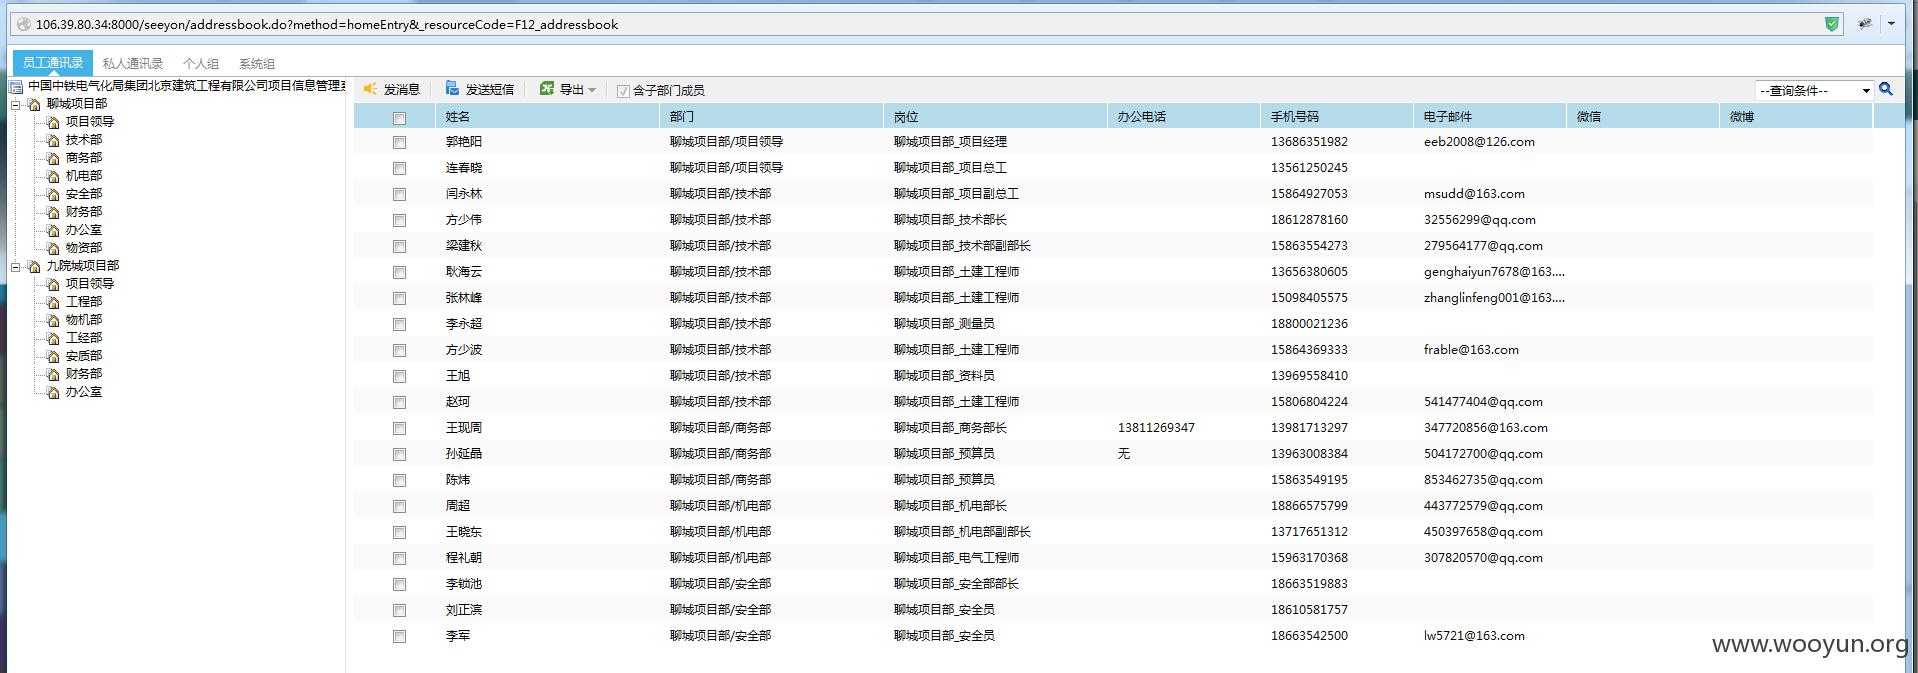 106.39.80.34:8000/seeyon/addressbook.do?method=homeEntry&_resourceCode=F12_addressbook
员工通讯录 私人通讯录 个人组 系统组
中国中铁电气化局集团北京建筑工程有限公司项目信息管理系
聊城项目部
项目领导
技术部
商务部
机电部
安全部
财务部
办公室
物资部
九院城项目部
项目领导
工程部
物机部
工经部
安质部
财务部
办公室
发消息 发送短信 导出 含子部门成员 --查询条件--
姓名 部门 岗位 办公电话 手机号码 电子邮件 微信 微博
郭艳阳 聊城项目部/项目领导 聊城项目部_项目经理 13686351982 eeb2008@126.com
连春晓 聊城项目部/项目领导 聊城项目部_项目总工 13561250245
闫永林 聊城项目部/技术部 聊城项目部_项目副总工 15864927053 msudd@163.com
方少伟 聊城项目部/技术部 聊城项目部_技术部长 18612878160 32556299@qq.com
梁建秋 聊城项目部/技术部 聊城项目部_技术部副部长 15863554273 279564177@qq.com
耿海云 聊城项目部/技术部 聊城项目部_土建工程师 13656380605 genghaiyun7678@163....
张林峰 聊城项目部/技术部 聊城项目部_土建工程师 15098405575 zhanglinfeng001@163....
李永超 聊城项目部/技术部 聊城项目部_测量员 18800021236
方少波 聊城项目部/技术部 聊城项目部_土建工程师 15864369333 frable@163.com
王旭 聊城项目部/技术部 聊城项目部_资料员 13969558410
赵珂 聊城项目部/技术部 聊城项目部_土建工程师 15806804224 541477404@qq.com
王现周 聊城项目部/商务部 聊城项目部_商务部长 13811269347 13981713297 347720856@163.com
孙延晶 聊城项目部/商务部 聊城项目部_预算员 无 13963008384 504172700@qq.com
陈炜 聊城项目部/商务部 聊城项目部_预算员 15863549195 853462735@qq.com
周超 聊城项目部/机电部 聊城项目部_机电部长 18866575799 443772579@qq.com
王晓东 聊城项目部/机电部 聊城项目部_机电部副部长 13717651312 450397658@qq.com
程礼朝 聊城项目部/机电部 聊城项目部_电气工程师 15963170368 307820570@qq.com
李锁池 聊城项目部/安全部 聊城项目部_安全部部长 18663519883
刘正滨 聊城项目部/安全部 聊城项目部_安全员 18610581757
李军 聊城项目部/安全部 聊城项目部_安全员 18663542500 lw5721@163.com
www.wooyun.org